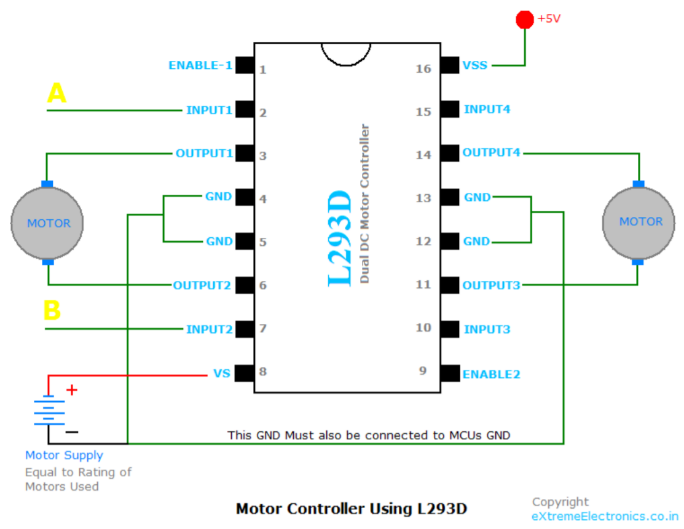 +5V
ENABLE-1 1 16 VSS
A
INPUT1 2 15 INPUT4
OUTPUT1 3 14 OUTPUT4
GND 4 13 GND
MOTOR L293D Dual DC Motor Controller MOTOR
GND 5 12 GND
OUTPUT2 6 11 OUTPUT3
B
INPUT2 7 10 INPUT3
VS 8 9 ENABLE2
+
−
This GND Must also be connected to MCUs GND
Motor Supply
Equal to Rating of
Motors Used
Motor Controller Using L293D
Copyright
eXtremeElectronics.co.in